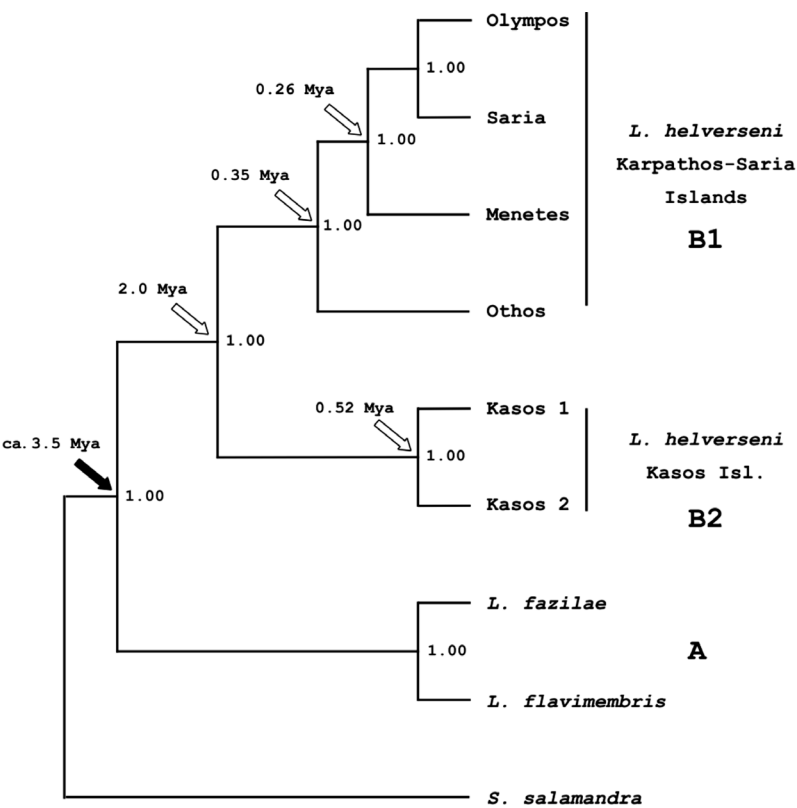 Olympos
1.00
0.26 Mya
Saria
L. helverseni
1.00
Karpathos-Saria
0.35 Mya
Islands
Menetes
1.00
B1
2.0 Mya
Othos
1.00
0.52 Mya
Kasos 1
ca.3.5 Mya
L. helverseni
1.00
Kasos Isl.
1.00
Kasos 2
B2
L. fazilae
1.00
A
L. flavimembris
S. salamandra